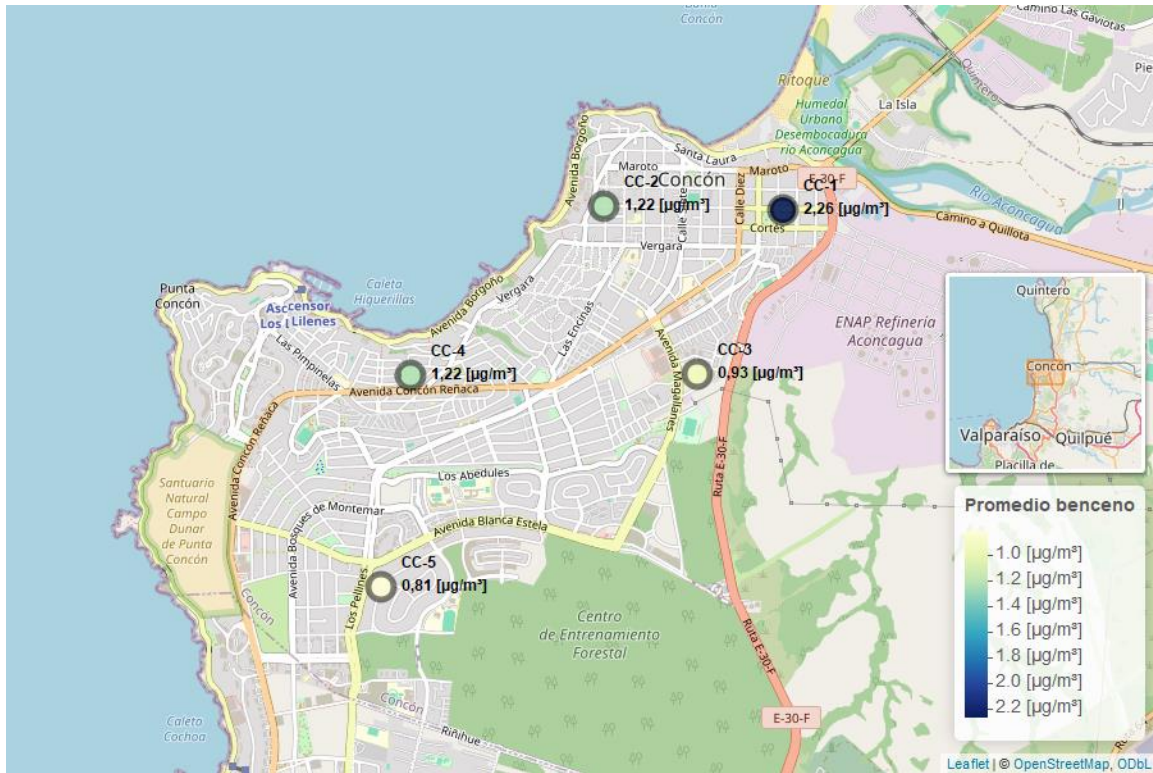 Bahía
Concón
Camino Las Gaviotas
Quintero
Pie
Ritoque
La Isla
Humedal
Urbano
Desembocadura
río Aconcagua
Avenida Borgoño
Santa Laura
Maroto
Maroto
E-30-F
CC-2
1,22 [µg/m³]
Concón
Calle Diez
CC-1
2,26 [µg/m³]
Río Aconcagua
Camino a Quillota
Cortés
Vergara
Punta
Concón
Caleta
Higuerillas
Avenida Borgoño
Vergara
Las Encinas
ENAP Refinería
Aconcagua
Las Pimpinelas
CC-4
1,22 [µg/m³]
Avenida Concón Reñaca
CC-3
0,93 [µg/m³]
Avenida Magallanes
Ruta E-30-F
Avenida Concón Reñaca
Los Abedules
Santuario
Natural
Campo
Dunar
de Punta
Concón
Avenida Bosques de Montemar
Avenida Blanca Estela
CC-5
0,81 [µg/m³]
Los Pellines
Concón
Centro
de Entrenamiento
Forestal
Ruta E-30-F
E-30-F
Concón
Riñihue
Caleta
Cochoa
Quintero
Concón
Valparaíso
Quilpué
Placilla de
Promedio benceno
1.0 [µg/m³]
1.2 [µg/m³]
1.4 [µg/m³]
1.6 [µg/m³]
1.8 [µg/m³]
2.0 [µg/m³]
2.2 [µg/m³]
Leaflet | © OpenStreetMap, ODbL